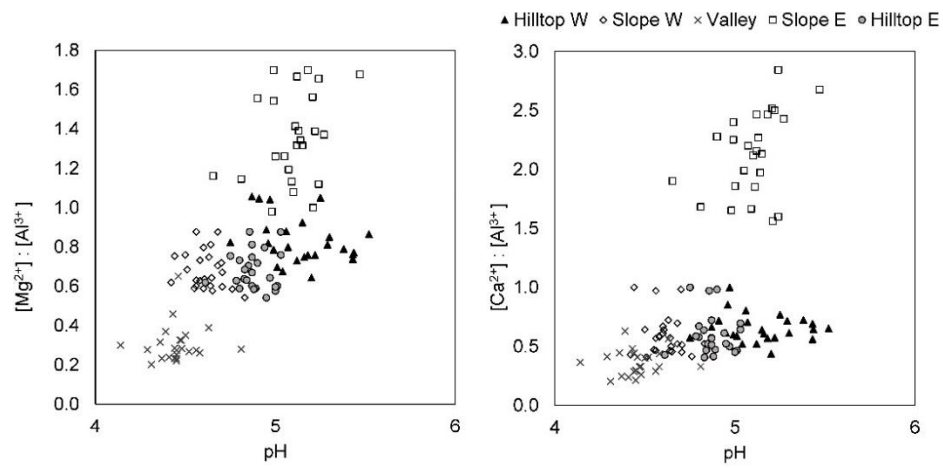 ▲ Hilltop W ◇ Slope W × Valley □ Slope E ● Hilltop E
1.8
1.6
1.4
1.2
1.0
0.8
0.6
0.4
0.2
0.0
[Mg²⁺] : [Al³⁺]
4 5 6
pH
3.0
2.5
2.0
1.5
1.0
0.5
0.0
[Ca²⁺] : [Al³⁺]
4 5 6
pH